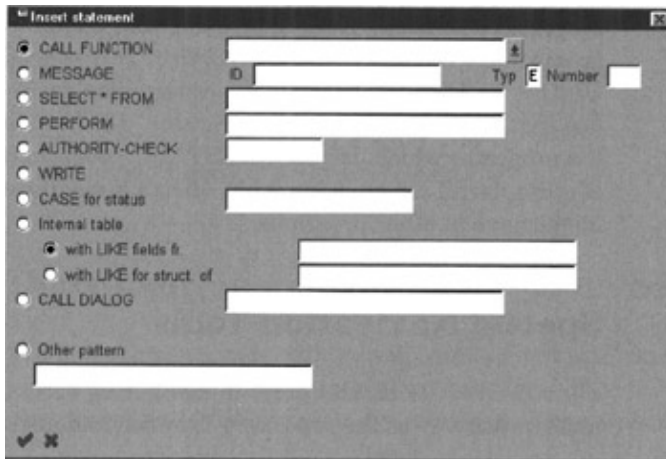 Insert statement
CALL FUNCTION
MESSAGE ID Typ E Number
SELECT * FROM
PERFORM
AUTHORITY-CHECK
WRITE
CASE for status
Internal table
with LIKE fields fr.
with LIKE for struct. of
CALL DIALOG
Other pattern